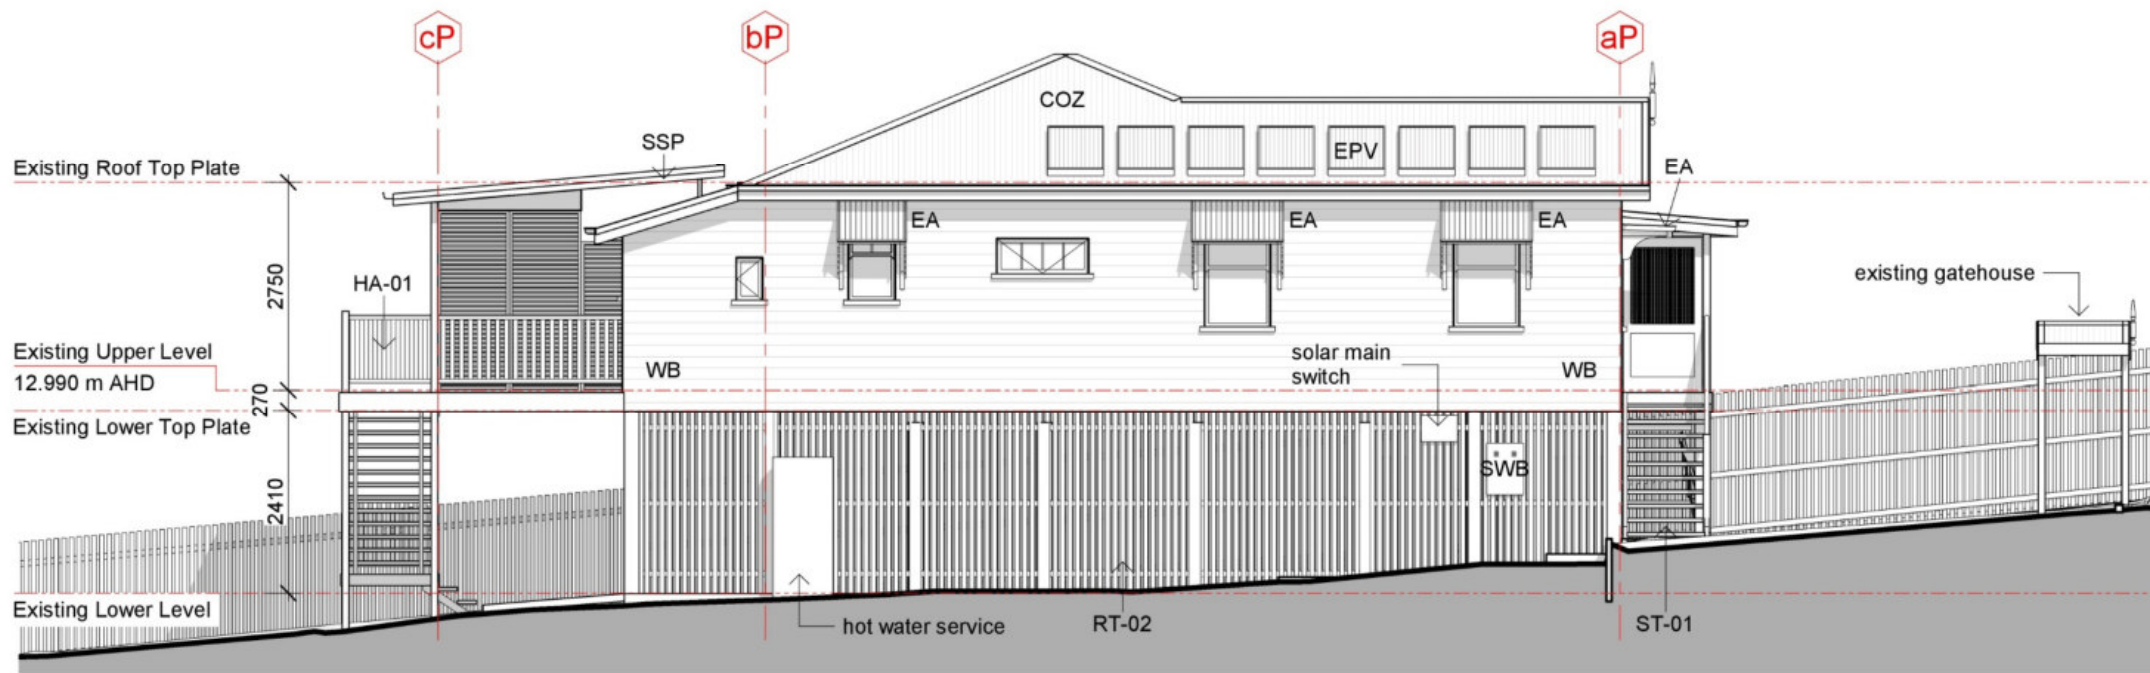 cP
bP
aP
COZ
SSP
EPV
EA
Existing Roof Top Plate
EA
EA
EA
2750
HA-01
existing gatehouse
Existing Upper Level
12.990 m AHD
WB
solar main
switch
WB
270
Existing Lower Top Plate
SWB
2410
Existing Lower Level
hot water service
RT-02
ST-01